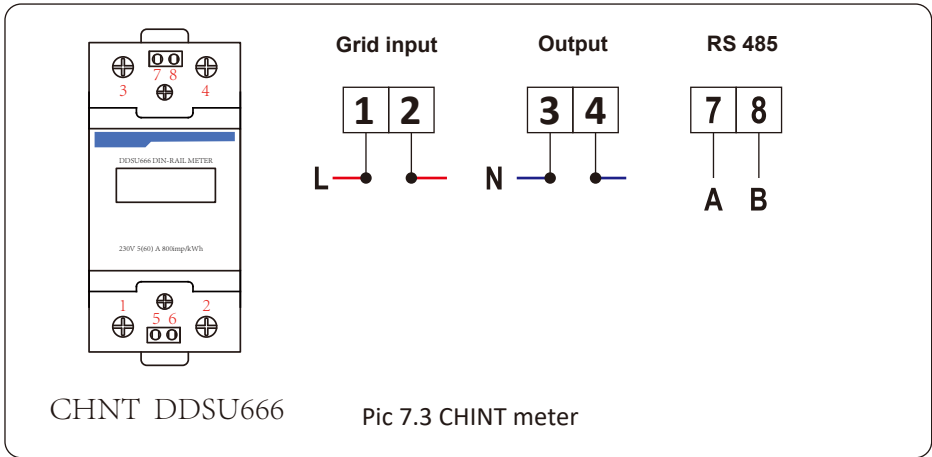 Grid input
Output
RS 485
7 8
3 4
1 2
3 4
7 8
DDSU666 DIN-RAIL METER
L
N
A B
230V 5(60) A 800imp/kWh
1 2
5 6
CHNT DDSU666
Pic 7.3 CHINT meter